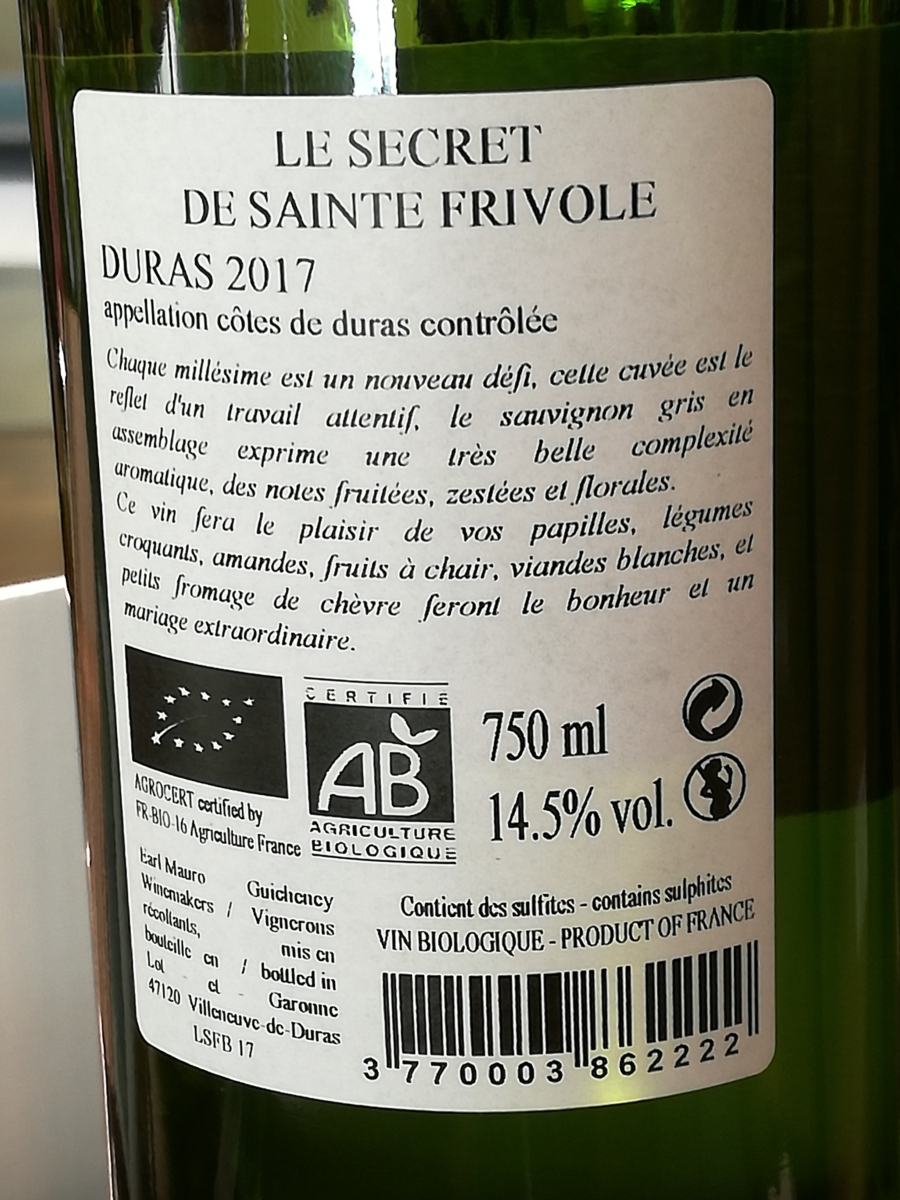 LE SECRET
DE SAINTE FRIVOLE
DURAS 2017
appellation côtes de duras contrôlée
Chaque millésime est un nouveau défi, cette cuvée est le
reflet d'un travail attentif, le sauvignon gris en
assemblage exprime une très belle complexité
aromatique, des notes fruitées, zestées et florales.
Ce vin fera le plaisir de vos papilles, légumes
croquants, amandes, fruits à chair, viandes blanches, et
petits fromage de chèvre feront le bonheur et un
mariage extraordinaire.
CERTIFIÉ
AB
AGRICULTURE
BIOLOGIQUE
AGROCERT certified by
FR-BIO-16 Agriculture France
750 ml
14.5% vol.
Earl Mauro Guicheney
Winemakers / Vignerons
récoltants, mis en
bouteille en / bottled in
Lot - et - Garonne
47120 Villeneuve-de-Duras
LSFB 17
Contient des sulfites - contains sulphites
VIN BIOLOGIQUE - PRODUCT OF FRANCE
3 770003 862222